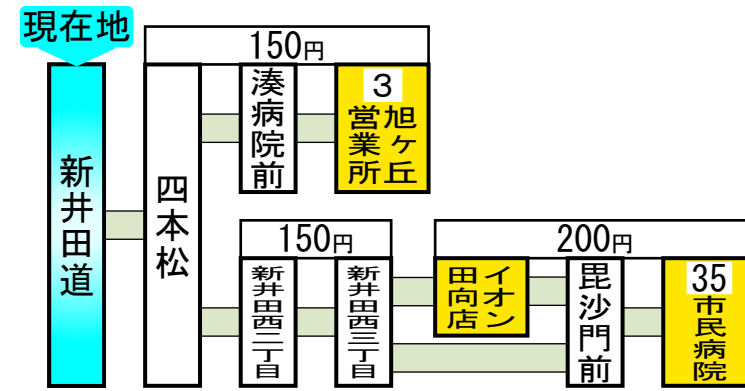 現在地
新井田道
四本松
150円
湊病院前
3
旭ヶ丘
営業所
150円
新井田西二丁目
新井田西三丁目
200円
イオン
田向店
毘沙門前
35
市民病院